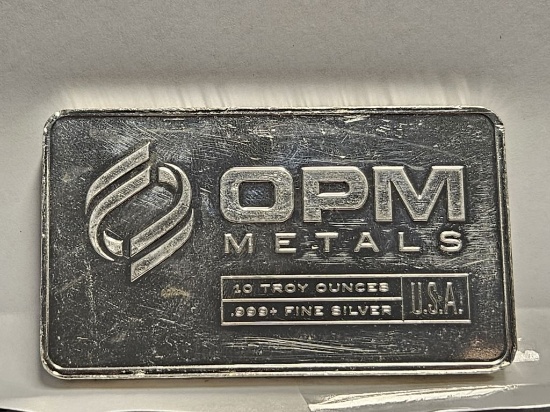 OPM
METALS
10 TROY OUNCES
.999+ FINE SILVER
U.S.A.